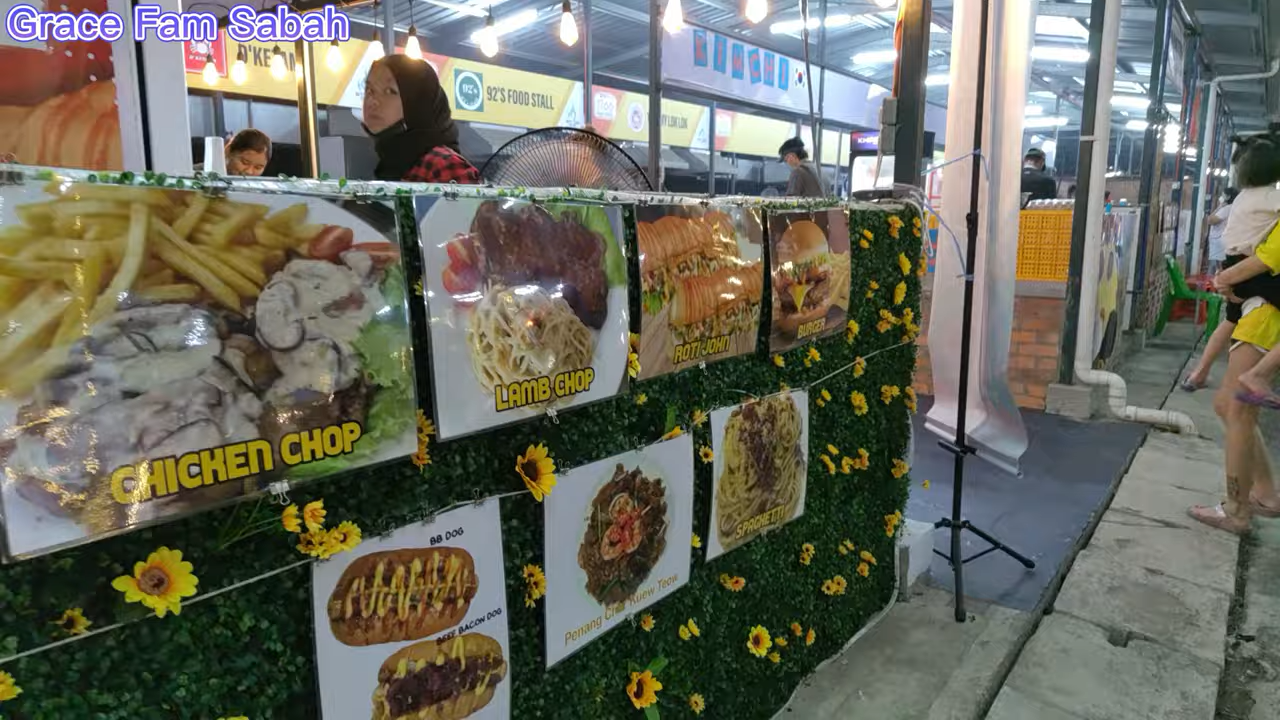 Grace Fam Sabah
92'S FOOD STALL
CHICKEN CHOP
LAMB CHOP
ROTI JOHN
BURGER
BB DOG
BEEF BACON DOG
Penang Char Kuew Teow
SPAGHETTI